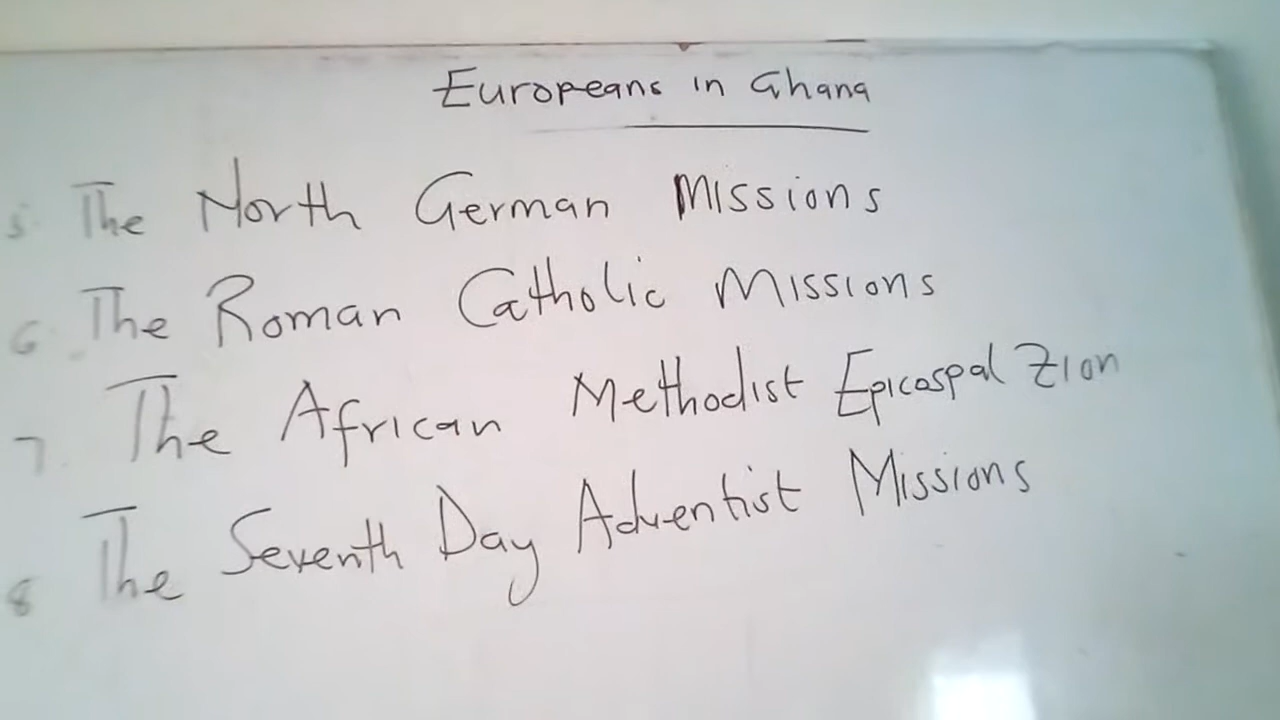 Europeans in Ghana
5. The North German Missions
6. The Roman Catholic Missions
7. The African Methodist Epicospal Zion
8 The Seventh Day Adventist Missions